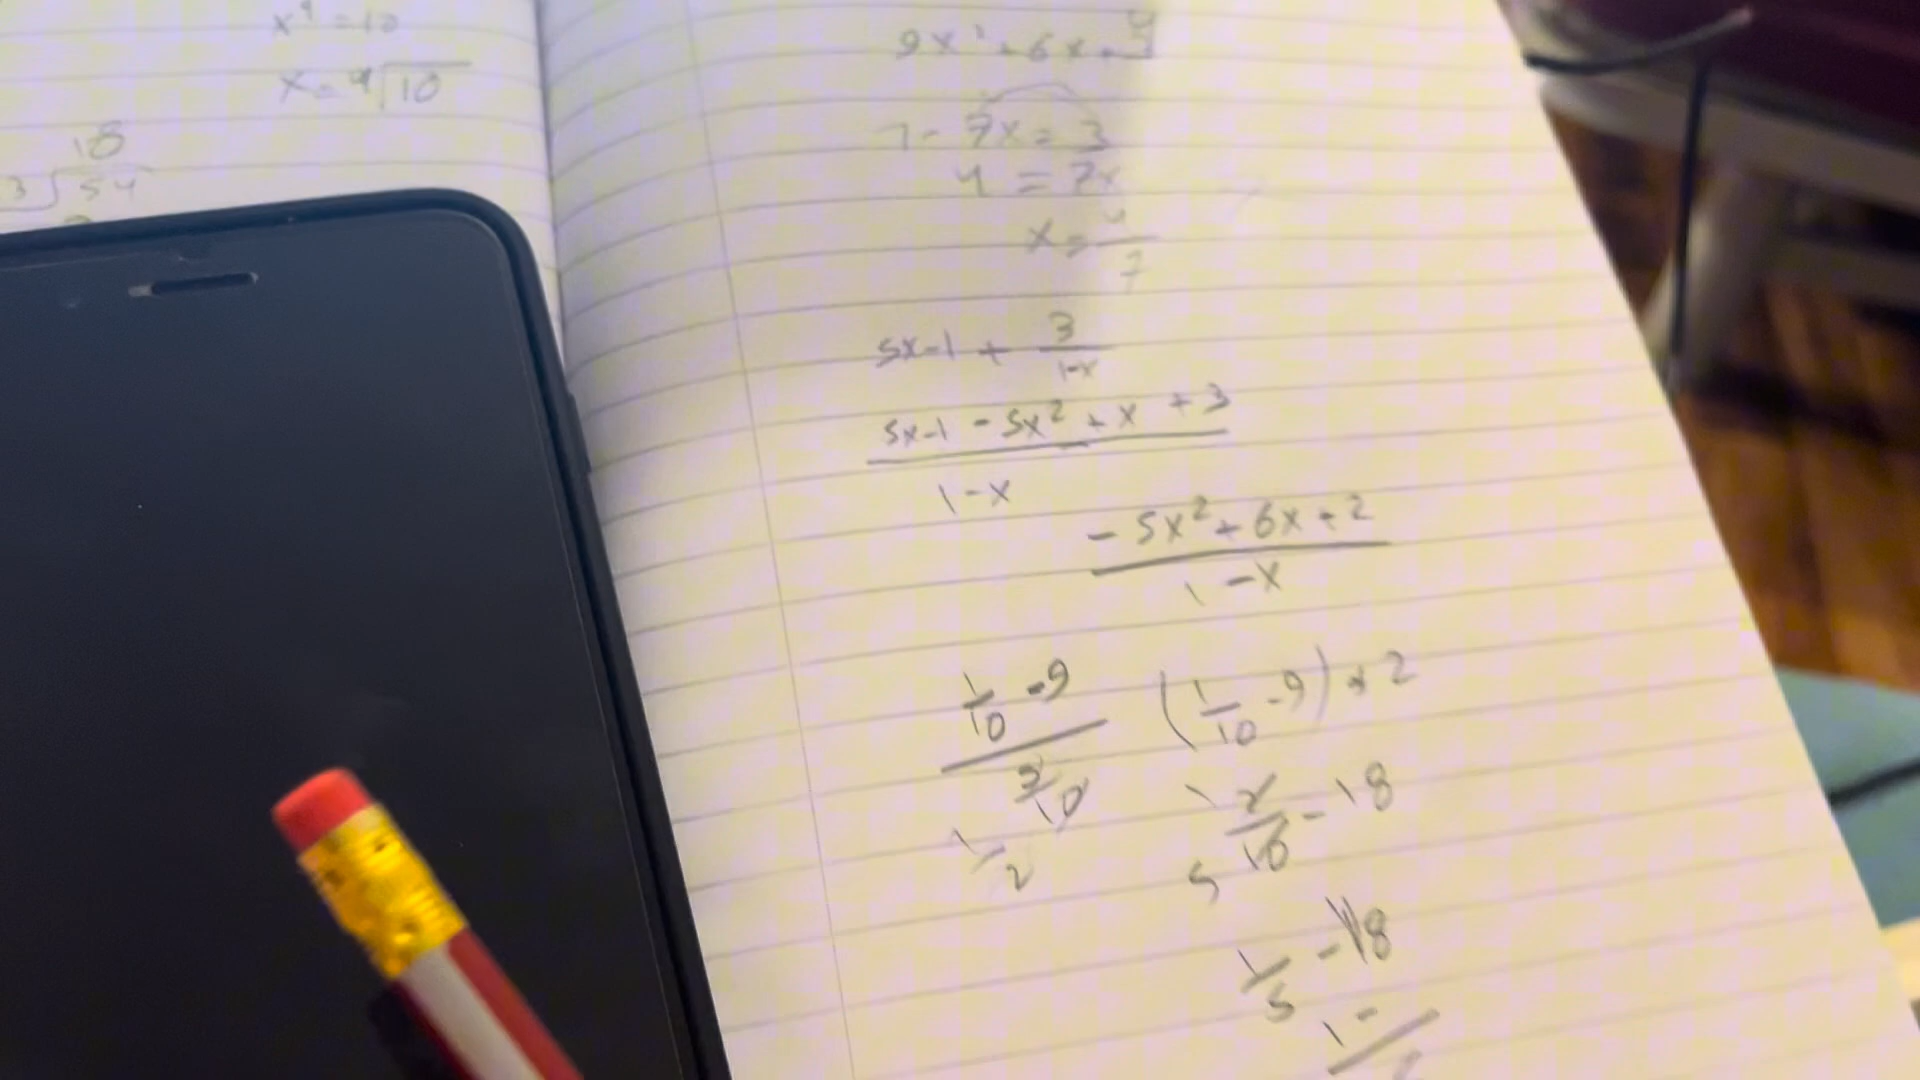 x⁴ = 10
x = ⁴√10
18
3 √54
9x² + 6x +
7 - 7x = 3
4 = 7x
x = 4/7
5x-1 + 3/(1-x)
5x-1 - 5x² + x + 3
1-x
- 5x² + 6x + 2
1 - x
1/10 - 9
(1/10 - 9) * 2
1/2
2/10 - 18
1
5
1/5 - 18